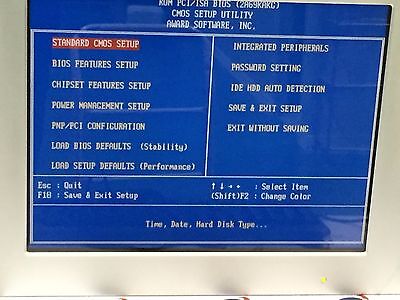 ROM PCI/ISA BIOS (2A69KAKC)
CMOS SETUP UTILITY
AWARD SOFTWARE, INC.
STANDARD CMOS SETUP
BIOS FEATURES SETUP
CHIPSET FEATURES SETUP
POWER MANAGEMENT SETUP
PNP/PCI CONFIGURATION
LOAD BIOS DEFAULTS (Stability)
LOAD SETUP DEFAULTS (Performance)
INTEGRATED PERIPHERALS
PASSWORD SETTING
IDE HDD AUTO DETECTION
SAVE & EXIT SETUP
EXIT WITHOUT SAVING
Esc : Quit
F10 : Save & Exit Setup
↑ ↓ → ← : Select Item
(Shift)F2 : Change Color
Time, Date, Hard Disk Type...